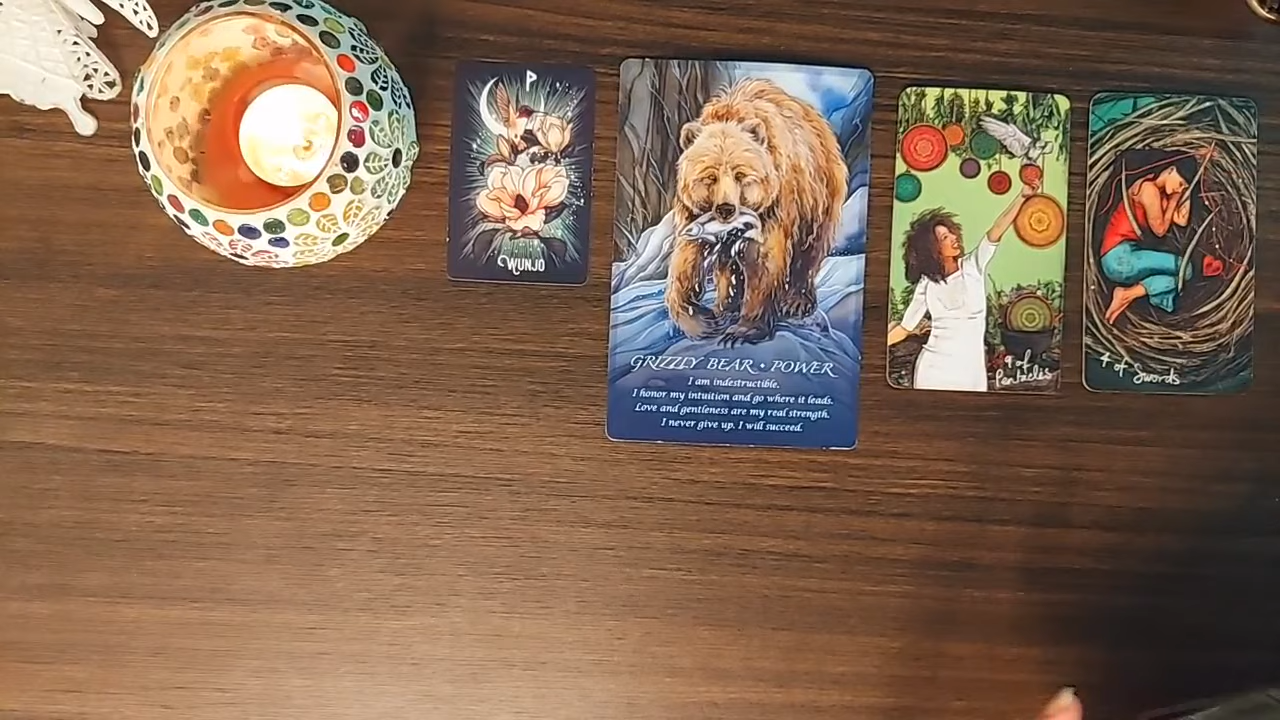 ᚹ
WUNJO
GRIZZLY BEAR • POWER
I am indestructible.
I honor my intuition and go where it leads.
Love and gentleness are my real strength.
I never give up. I will succeed.
9 of
Pentacles
4 of Swords